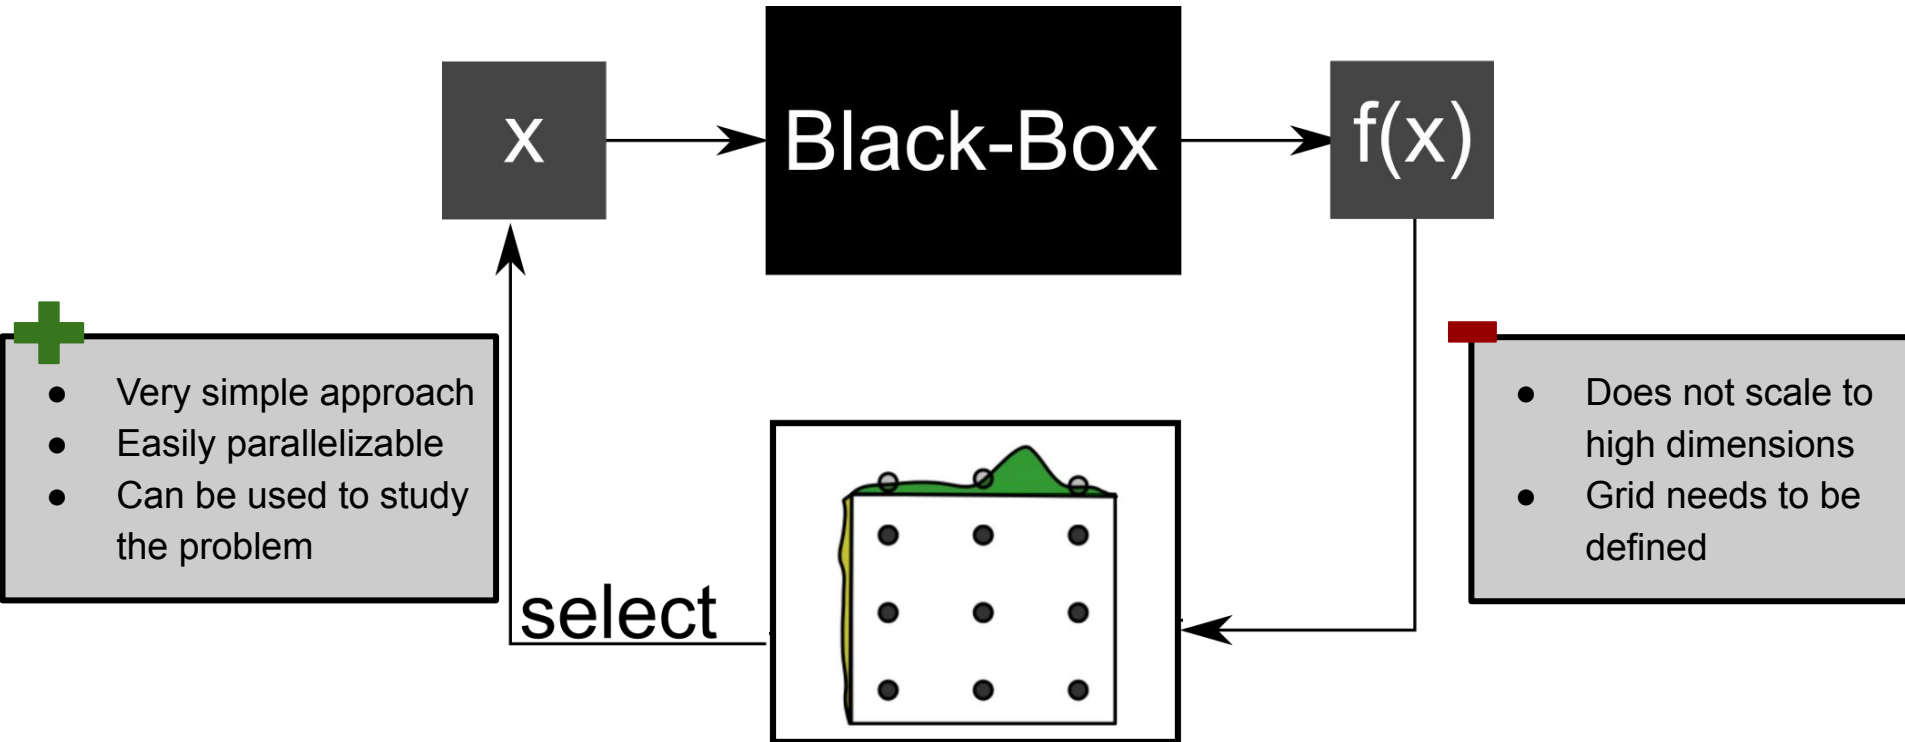 x
Black-Box
f(x)
● Very simple approach
● Easily parallelizable
● Can be used to study
the problem
● Does not scale to
high dimensions
● Grid needs to be
defined
select